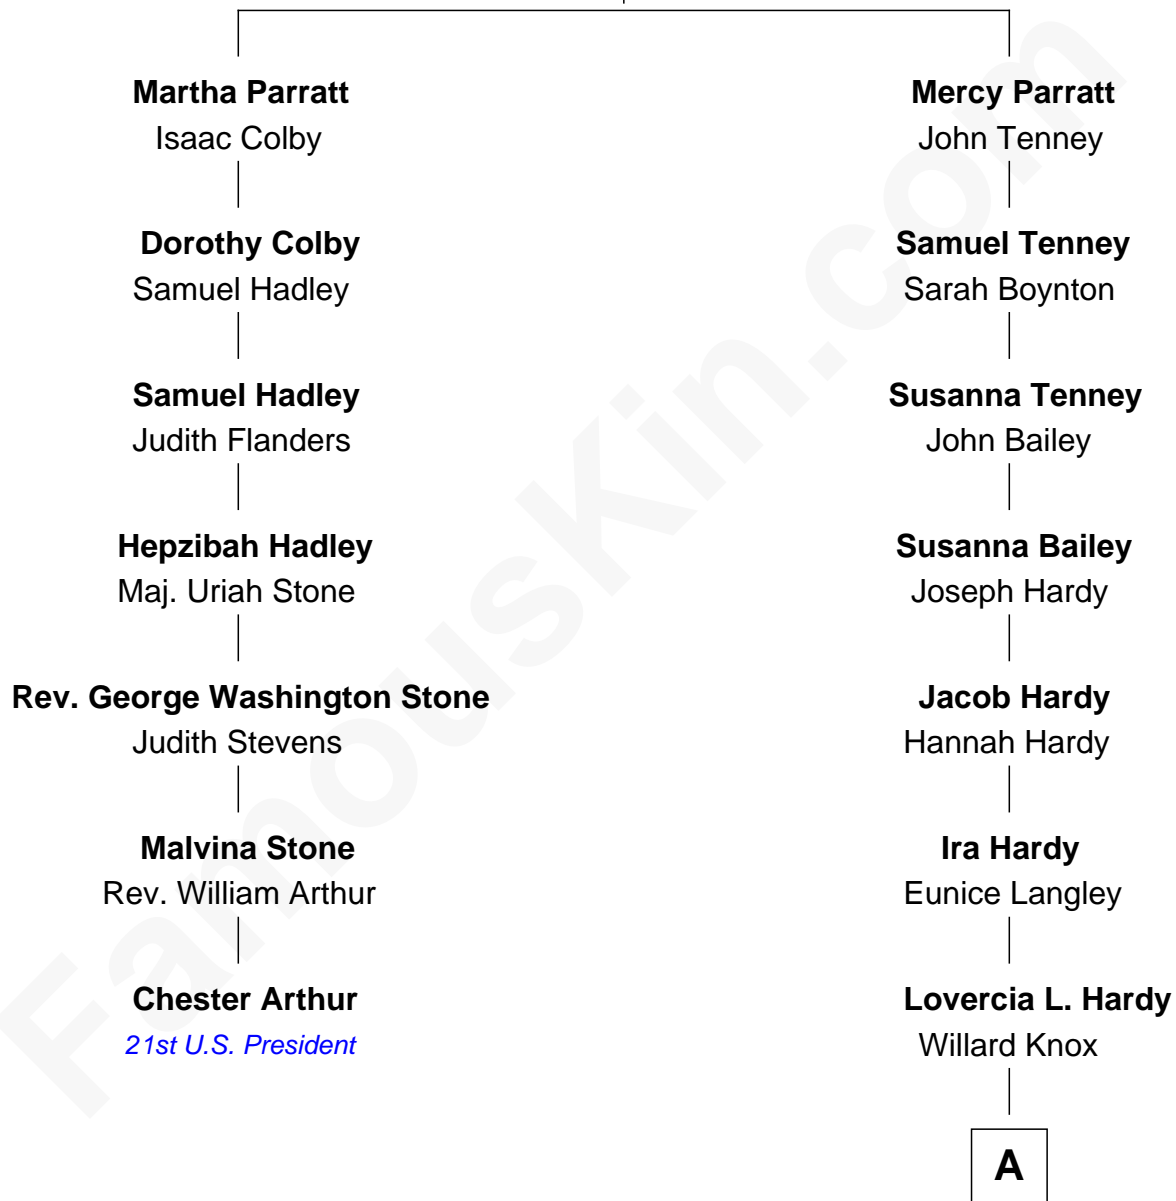 Martha Parratt
Isaac Colby
Dorothy Colby
Samuel Hadley
Samuel Hadley
Judith Flanders
Hepzibah Hadley
Maj. Uriah Stone
Rev. George Washington Stone
Judith Stevens
Malvina Stone
Rev. William Arthur
Chester Arthur
21st U.S. President
Mercy Parratt
John Tenney
Samuel Tenney
Sarah Boynton
Susanna Tenney
John Bailey
Susanna Bailey
Joseph Hardy
Jacob Hardy
Hannah Hardy
Ira Hardy
Eunice Langley
Lovercia L. Hardy
Willard Knox
A
FamousKin.com